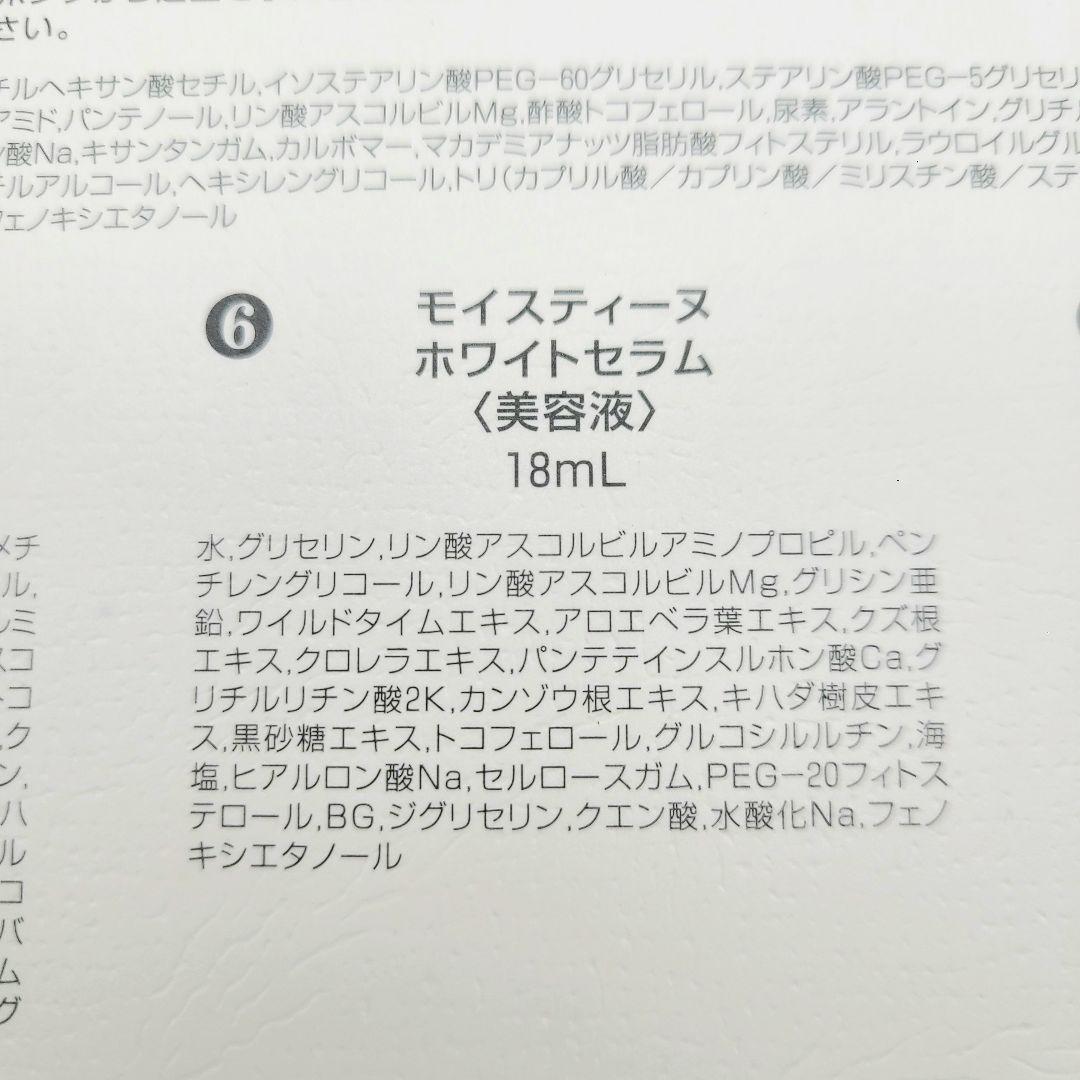 さい。
チルヘキサン酸セチル,イソステアリン酸PEG−60グリセリル,ステアリン酸PEG−5グリセリ
アミド,パンテノール,リン酸アスコルビルMg,酢酸トコフェロール,尿素,アラントイン,グリチル
酸Na,キサンタンガム,カルボマー,マカデミアナッツ脂肪酸フィトステリル,ラウロイルグル
チルアルコール,ヘキシレングリコール,トリ(カプリル酸／カプリン酸／ミリスチン酸／ステ
フェノキシエタノール
6
モイスティーヌ
ホワイトセラム
〈美容液〉
18mL
水,グリセリン,リン酸アスコルビルアミノプロピル,ペン
チレングリコール,リン酸アスコルビルMg,グリシン亜
鉛,ワイルドタイムエキス,アロエベラ葉エキス,クズ根
エキス,クロレラエキス,パンテテインスルホン酸Ca,グ
リチルリチン酸2K,カンゾウ根エキス,キハダ樹皮エキ
ス,黒砂糖エキス,トコフェロール,グルコシルルチン,海
塩,ヒアルロン酸Na,セルロースガム,PEG−20フィトス
テロール,BG,ジグリセリン,クエン酸,水酸化Na,フェノ
キシエタノール
メチ
ル,
ルミ
スコ
トコ
,ク
ン,
ハ
ル
コ
バ
ム
グ